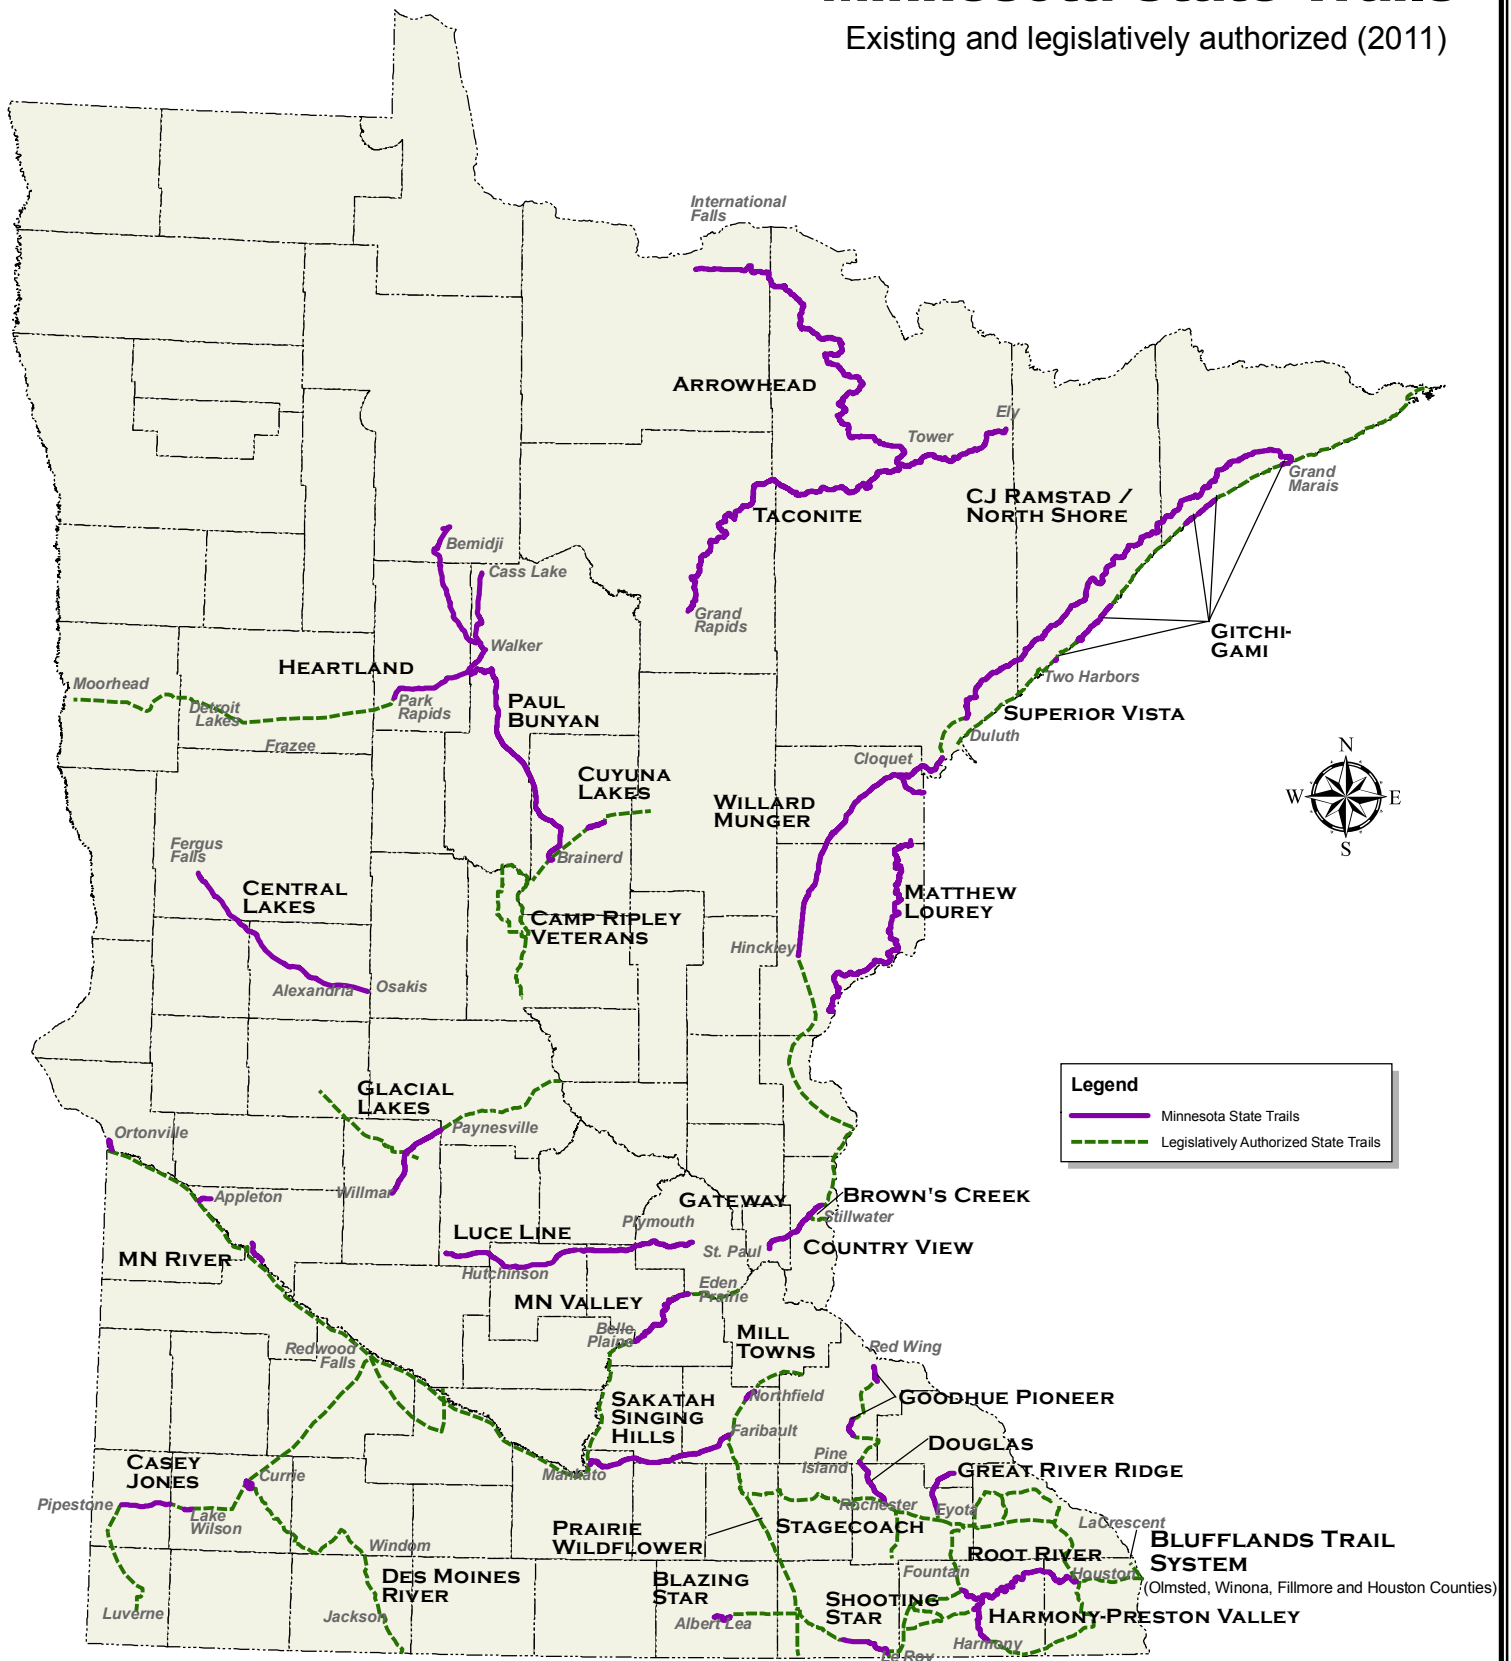 Minnesota State Trails
Existing and legislatively authorized (2011)
International
Falls
ARROWHEAD
Ely
Tower
Grand
Marais
CJ RAMSTAD /
NORTH SHORE
TACONITE
Bemidji
Cass Lake
Grand
Rapids
GITCHI-
GAMI
Walker
HEARTLAND
Two Harbors
Moorhead
Detroit
Lakes
Park
Rapids
PAUL
BUNYAN
SUPERIOR VISTA
Duluth
Frazee
Cloquet
CUYUNA
LAKES
WILLARD
MUNGER
N
W
E
S
Fergus
Falls
Brainerd
CENTRAL
LAKES
MATTHEW
LOUREY
CAMP RIPLEY
VETERANS
Hinckley
Alexandria
Osakis
Legend
Minnesota State Trails
Legislatively Authorized State Trails
GLACIAL
LAKES
Ortonville
Paynesville
Appleton
Willmar
GATEWAY
BROWN'S CREEK
Stillwater
Plymouth
LUCE LINE
St. Paul
COUNTRY VIEW
MN RIVER
Hutchinson
Eden
Prairie
MN VALLEY
Belle
Plaine
MILL
TOWNS
Redwood
Falls
Red Wing
Northfield
GOODHUE PIONEER
SAKATAH
SINGING
HILLS
Faribault
DOUGLAS
Pine
Island
CASEY
JONES
Currie
Mankato
GREAT RIVER RIDGE
Pipestone
Lake
Wilson
Rochester
Eyota
LaCrescent
PRAIRIE
WILDFLOWER
STAGECOACH
BLUFFLANDS TRAIL
SYSTEM
(Olmsted, Winona, Fillmore and Houston Counties)
Windom
ROOT RIVER
Fountain
Houston
DES MOINES
RIVER
BLAZING
STAR
SHOOTING
STAR
Luverne
Jackson
Albert Lea
HARMONY-PRESTON VALLEY
Harmony
Le Roy